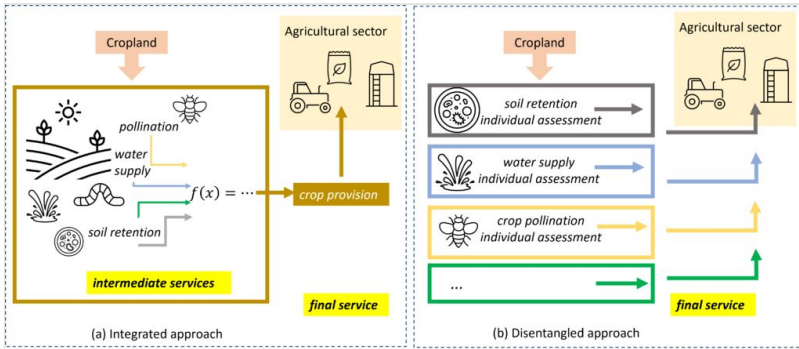 Cropland
Agricultural sector
pollination
water
supply
f(x) = ...
soil retention
crop provision
intermediate services
final service
(a) Integrated approach
Cropland
Agricultural sector
soil retention
individual assessment
water supply
individual assessment
crop pollination
individual assessment
...
final service
(b) Disentangled approach